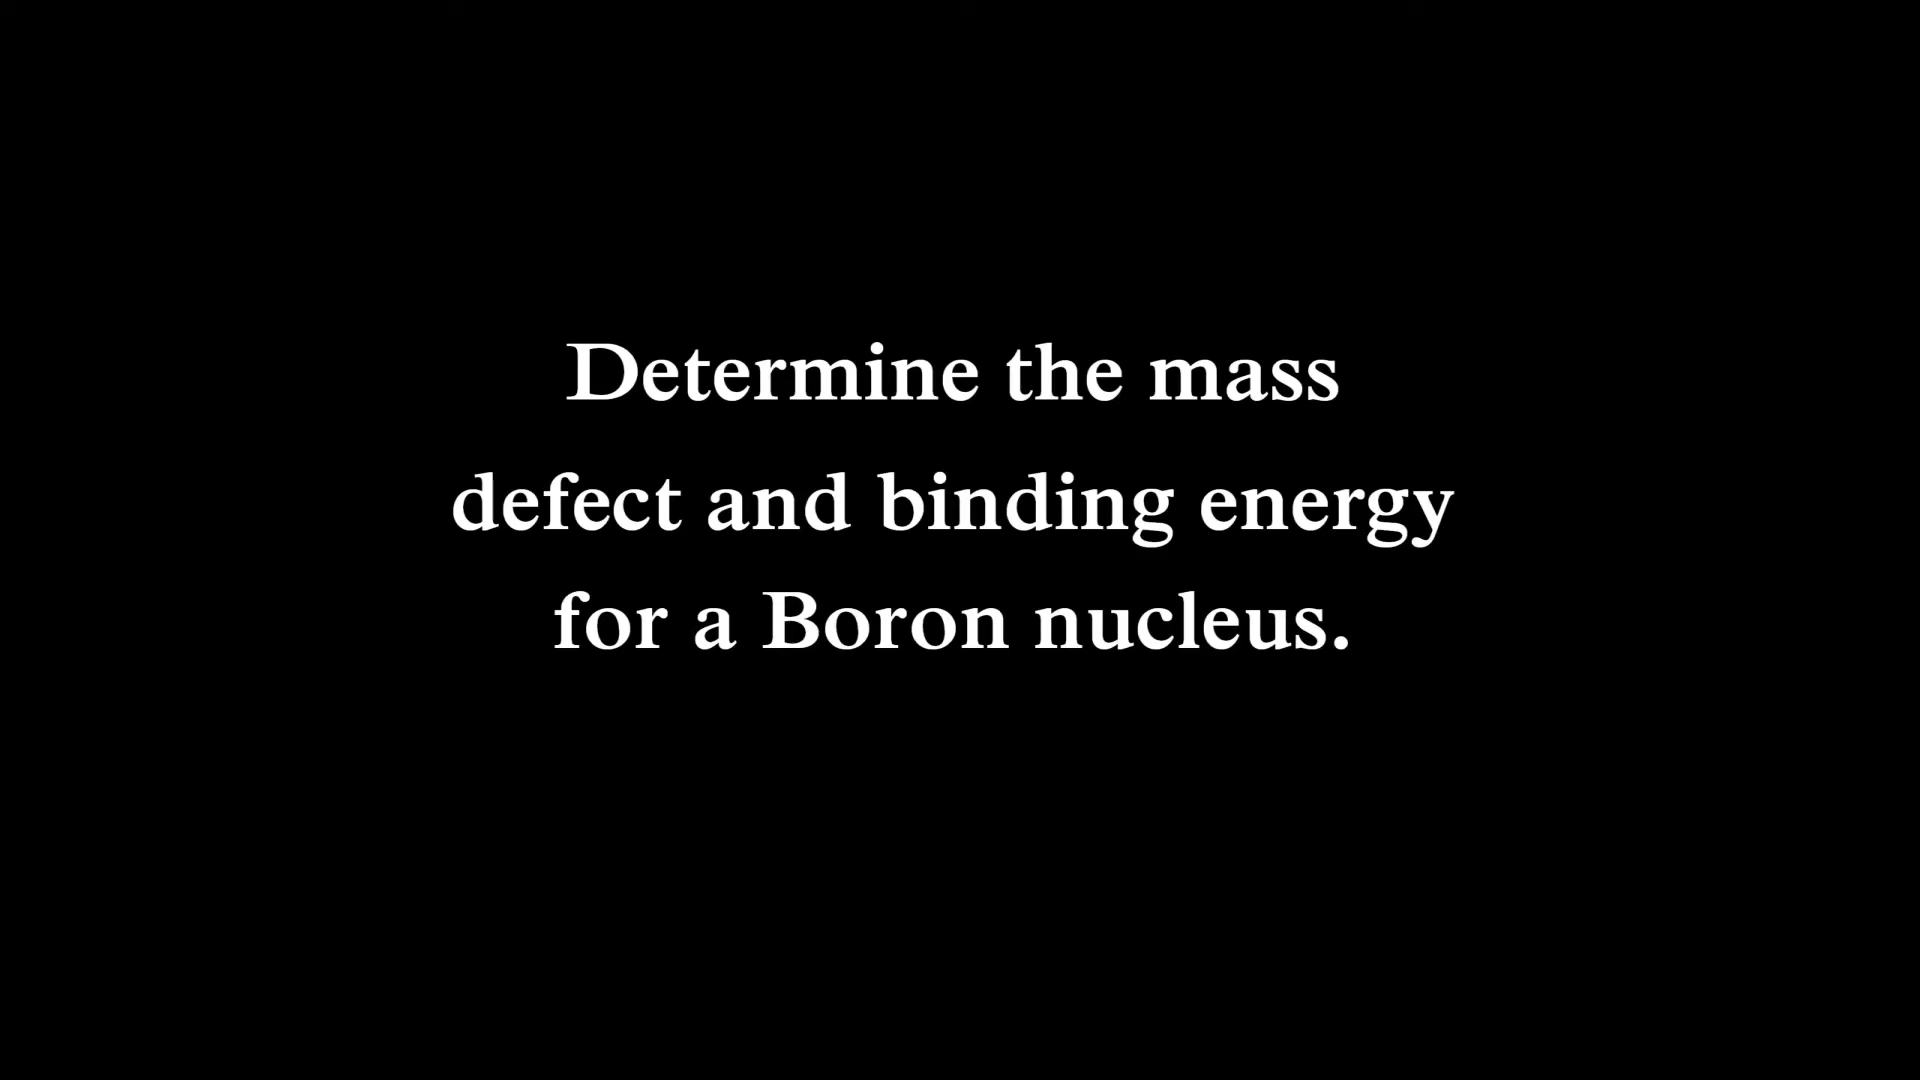 Determine the mass
defect and binding energy
for a Boron nucleus.